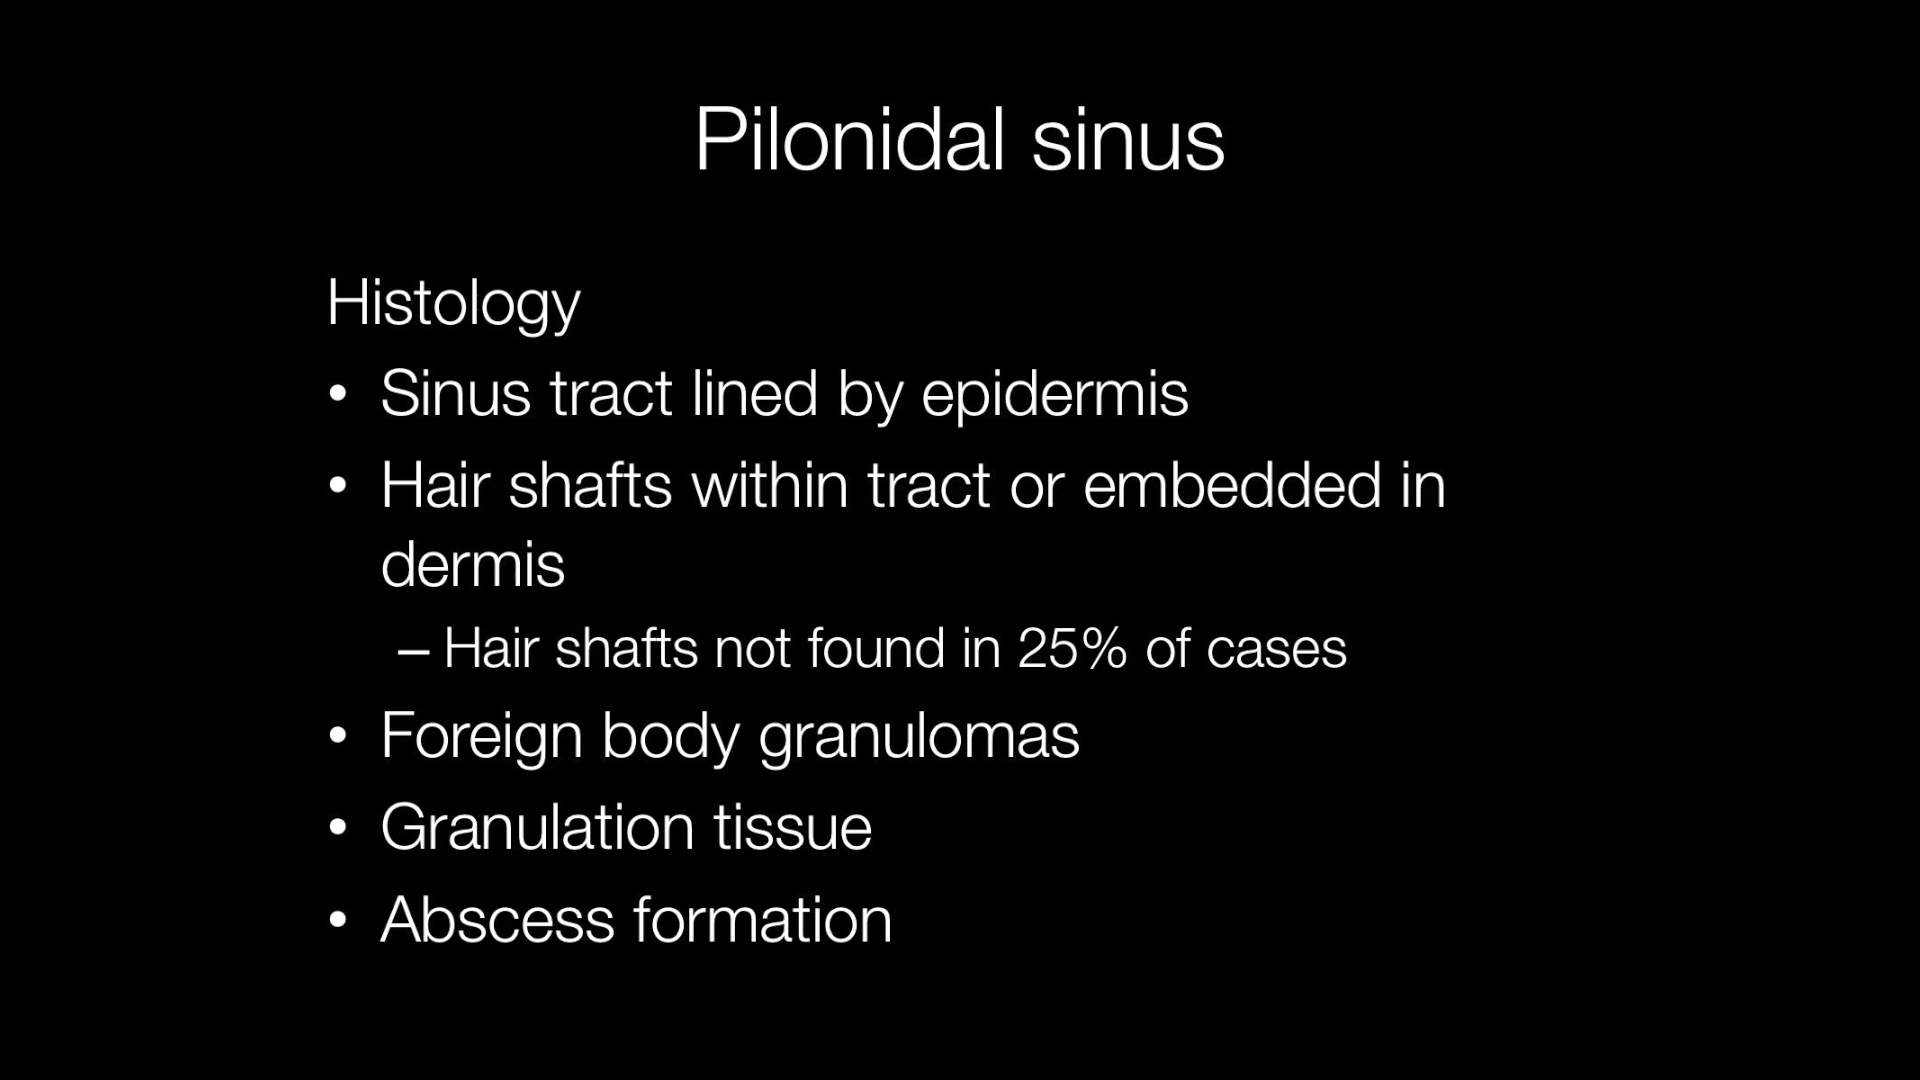 Pilonidal sinus
Histology
• Sinus tract lined by epidermis
• Hair shafts within tract or embedded in
dermis
– Hair shafts not found in 25% of cases
• Foreign body granulomas
• Granulation tissue
• Abscess formation